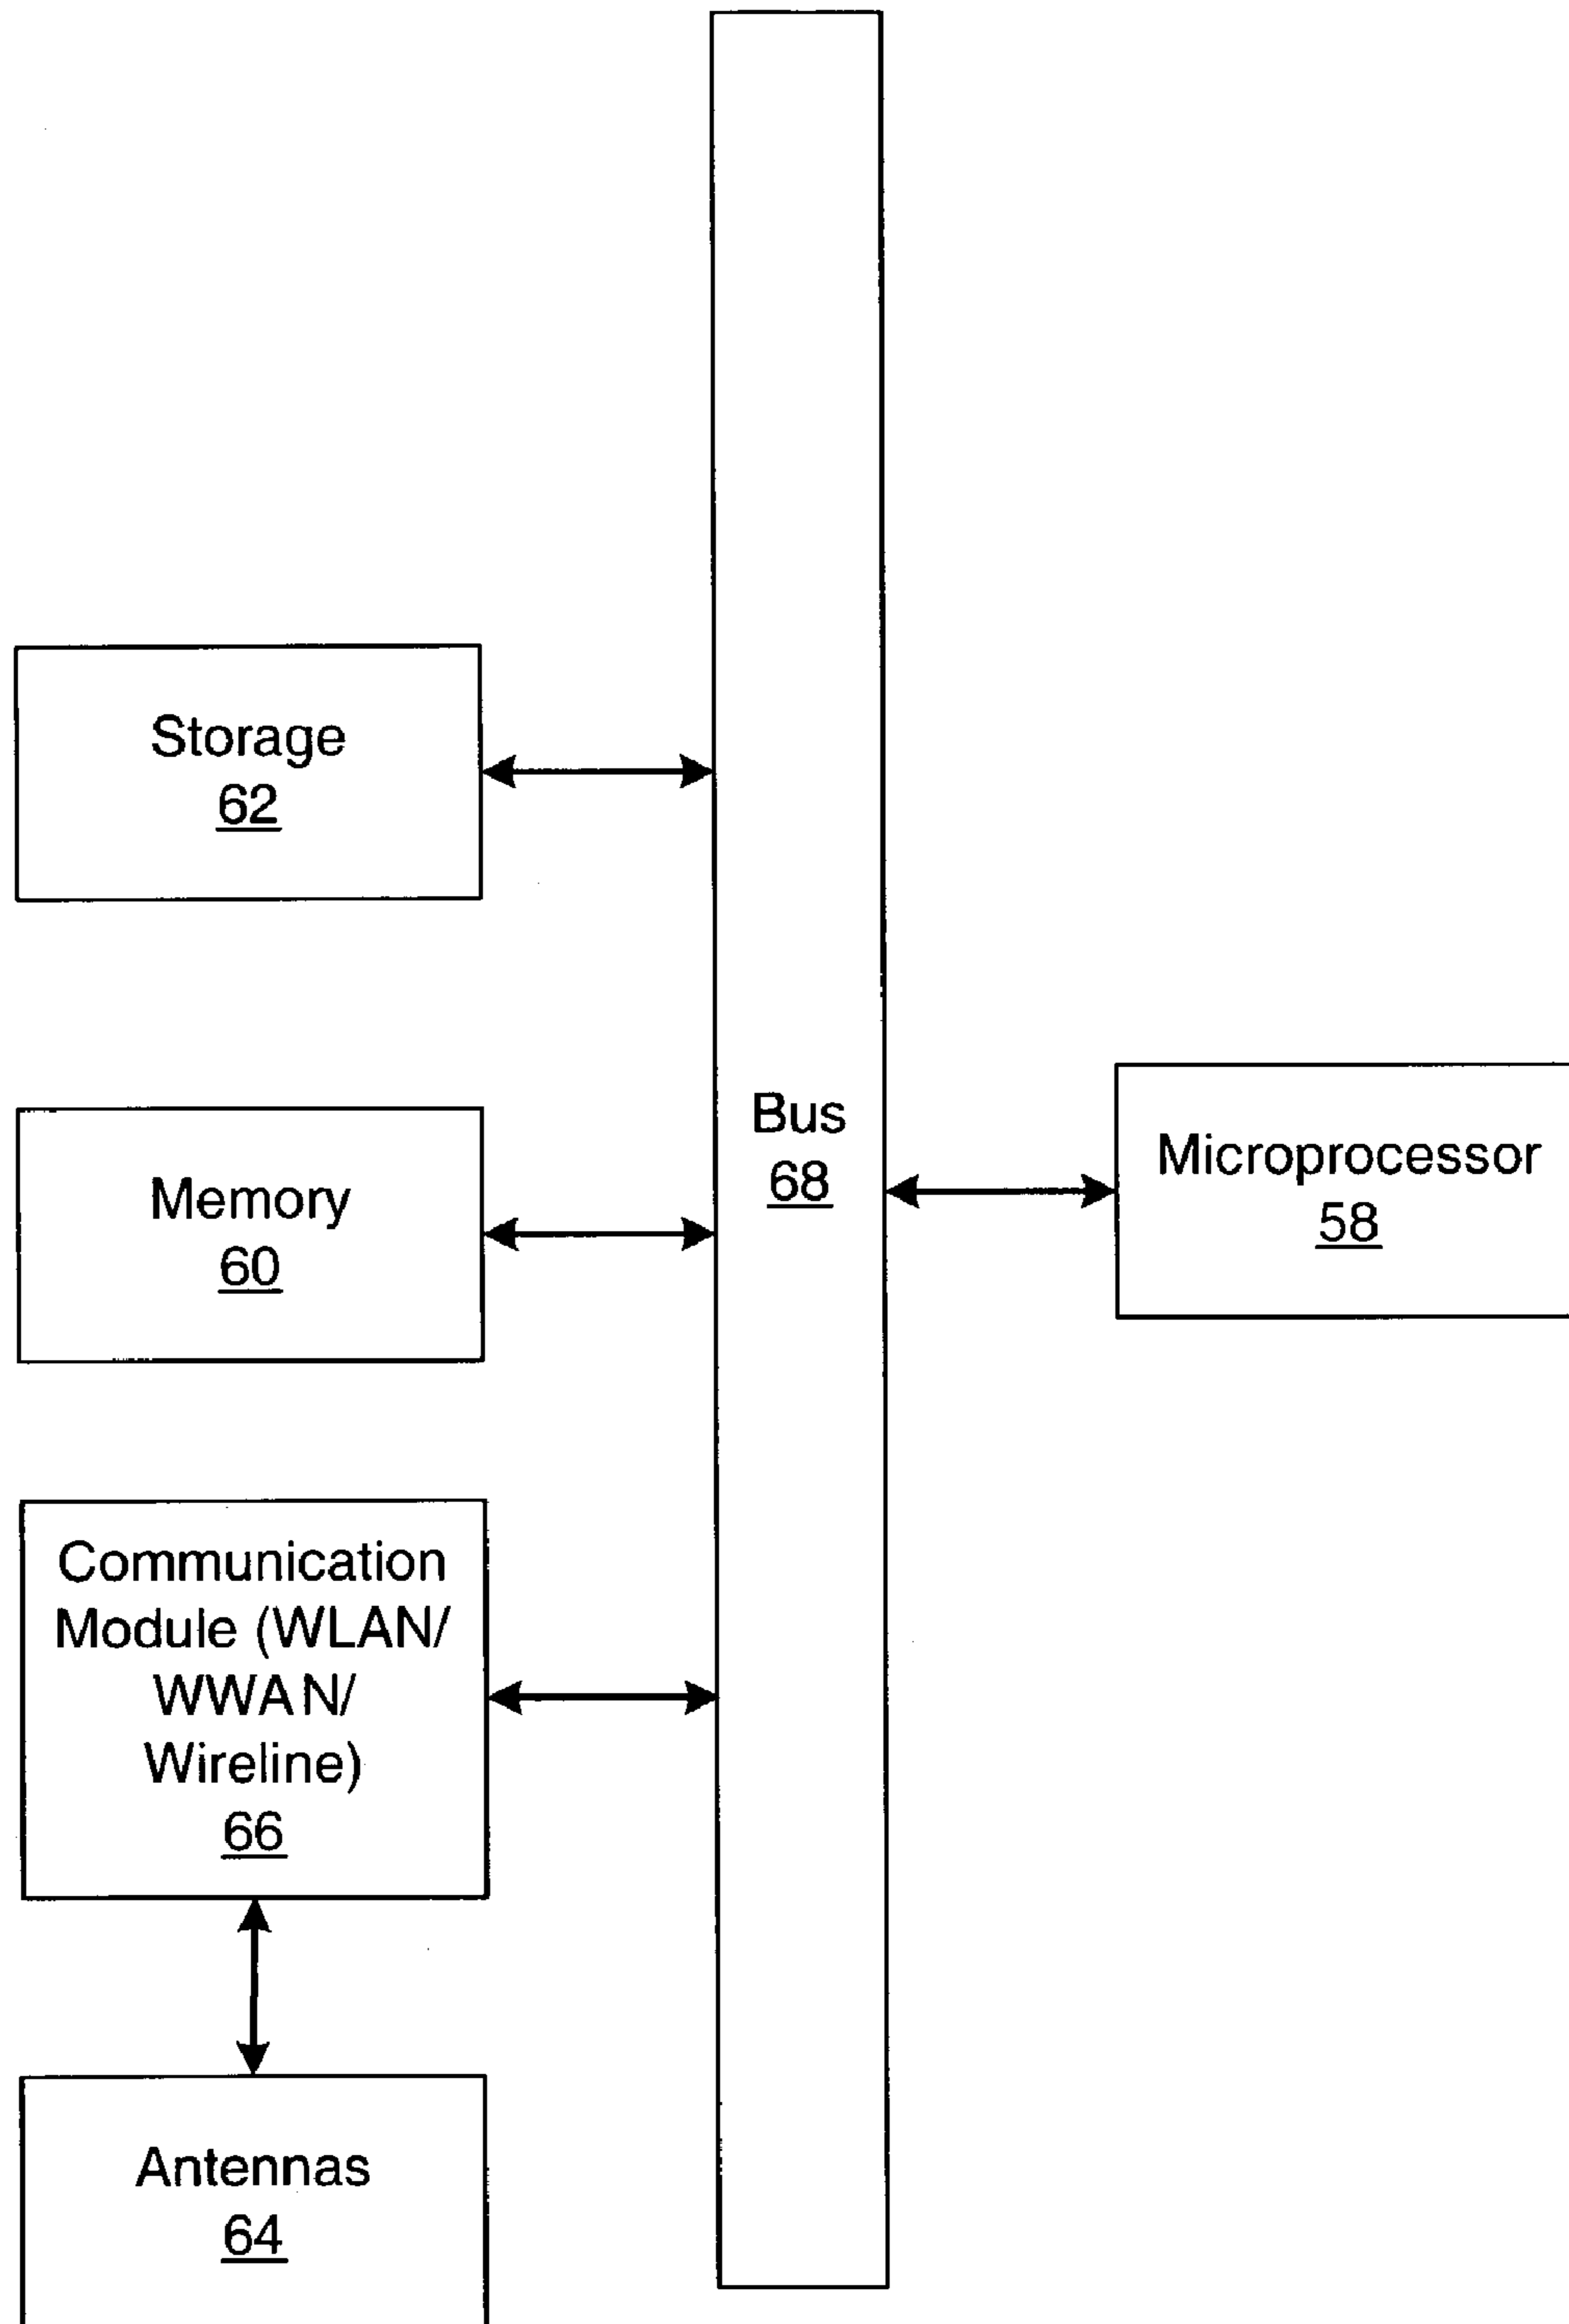 Storage
62
Memory
60
Communication
Module (WLAN/
WWAN/
Wireline)
66
Antennas
64
Bus
68
Microprocessor
58